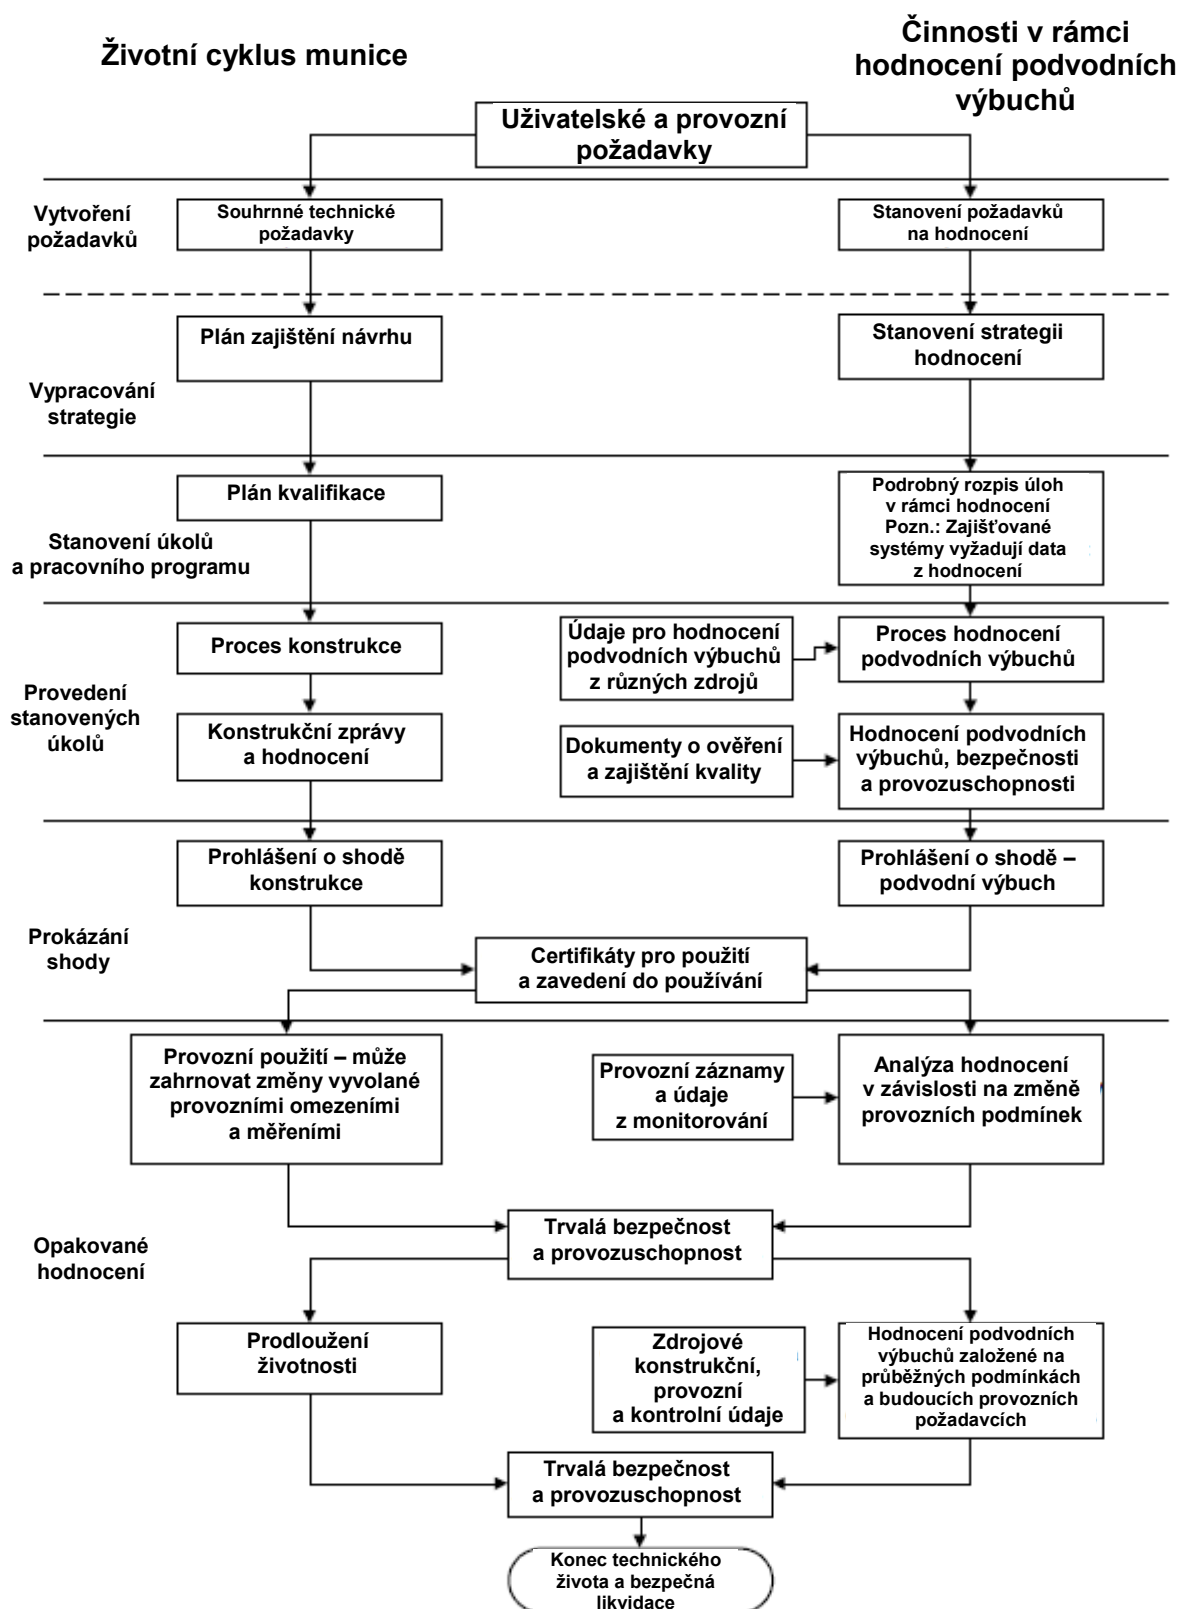 Životní cyklus munice
Činnosti v rámci
hodnocení podvodních
výbuchů
Uživatelské a provozní
požadavky
Vytvoření
požadavků
Souhrnné technické
požadavky
Stanovení požadavků
na hodnocení
Vypracování
strategie
Plán zajištění návrhu
Stanovení strategii
hodnocení
Stanovení úkolů
a pracovního programu
Plán kvalifikace
Podrobný rozpis úloh
v rámci hodnocení
Pozn.: Zajišťované
systémy vyžadují data
z hodnocení
Provedení
stanovených
úkolů
Proces konstrukce
Údaje pro hodnocení
podvodních výbuchů
z různých zdrojů
Proces hodnocení
podvodních výbuchů
Konstrukční zprávy
a hodnocení
Dokumenty o ověření
a zajištění kvality
Hodnocení podvodních
výbuchů, bezpečnosti
a provozuschopnosti
Prokázání
shody
Prohlášení o shodě
konstrukce
Prohlášení o shodě –
podvodní výbuch
Certifikáty pro použití
a zavedení do používání
Opakované
hodnocení
Provozní použití – může
zahrnovat změny vyvolané
provozními omezeními
a měřeními
Provozní záznamy
a údaje
z monitorování
Analýza hodnocení
v závislosti na změně
provozních podmínek
Trvalá bezpečnost
a provozuschopnost
Prodloužení
životnosti
Zdrojové
konstrukční,
provozní
a kontrolní údaje
Hodnocení podvodních
výbuchů založené na
průběžných podmínkách
a budoucích provozních
požadavcích
Trvalá bezpečnost
a provozuschopnost
Konec technického
života a bezpečná
likvidace